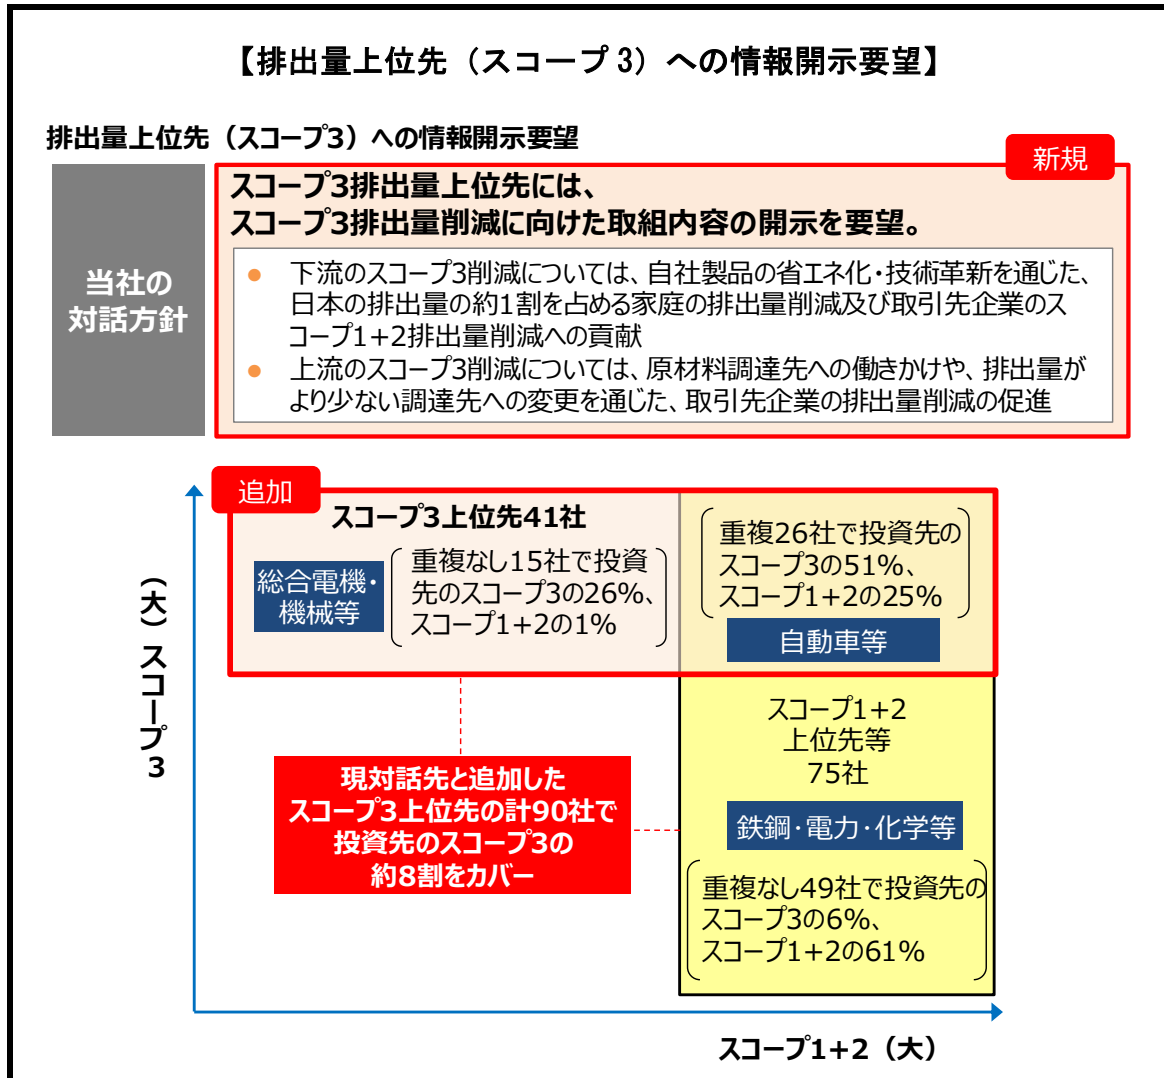 【排出量上位先（スコープ3）への情報開示要望】
排出量上位先（スコープ3）への情報開示要望
新規
当社の
対話方針
スコープ3排出量上位先には、
スコープ3排出量削減に向けた取組内容の開示を要望。
● 下流のスコープ3削減については、自社製品の省エネ化・技術革新を通じた、
日本の排出量の約1割を占める家庭の排出量削減及び取引先企業のス
コープ1+2排出量削減への貢献
● 上流のスコープ3削減については、原材料調達先への働きかけや、排出量が
より少ない調達先への変更を通じた、取引先企業の排出量削減の促進
追加
スコープ3上位先41社
総合電機・
機械等
重複なし15社で投資
先のスコープ3の26%、
スコープ1+2の1%
重複26社で投資先の
スコープ3の51%、
スコープ1+2の25%
自動車等
（大）スコープ3
スコープ1+2
上位先等
75社
鉄鋼・電力・化学等
重複なし49社で投資先の
スコープ3の6%、
スコープ1+2の61%
現対話先と追加した
スコープ3上位先の計90社で
投資先のスコープ3の
約8割をカバー
スコープ1+2（大）